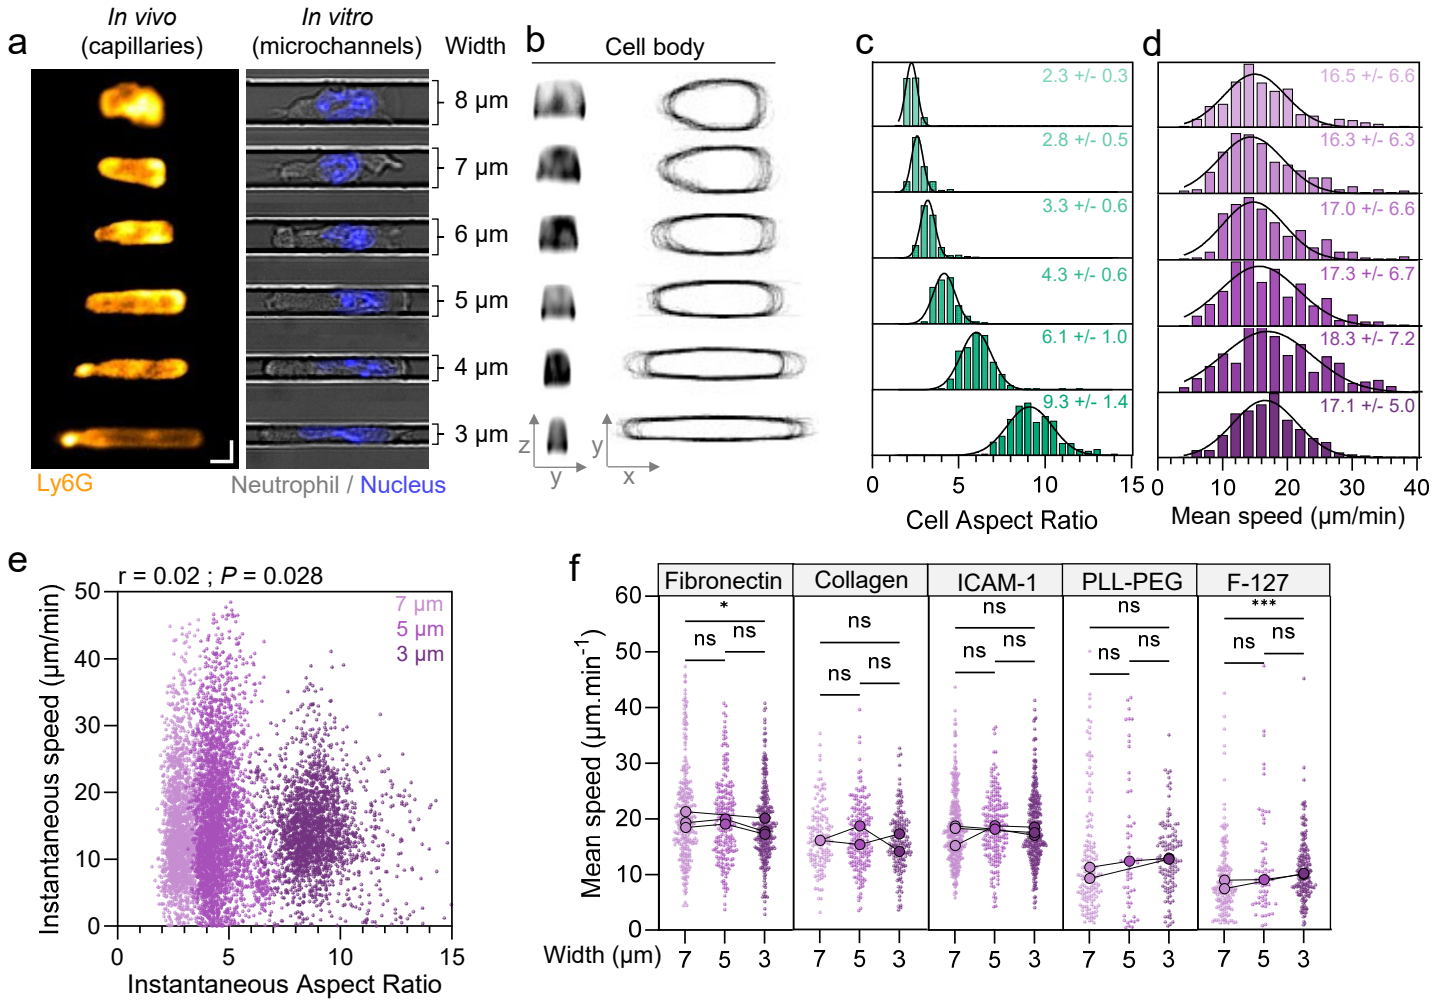 a
In vivo
(capillaries)
In vitro
(microchannels)
Width
8 µm
7 µm
6 µm
5 µm
4 µm
3 µm
Ly6G
Neutrophil / Nucleus
b
Cell body
z
y
y
x
c
2.3 +/- 0.3
2.8 +/- 0.5
3.3 +/- 0.6
4.3 +/- 0.6
6.1 +/- 1.0
9.3 +/- 1.4
0 5 10 15
Cell Aspect Ratio
d
16.5 +/- 6.6
16.3 +/- 6.3
17.0 +/- 6.6
17.3 +/- 6.7
18.3 +/- 7.2
17.1 +/- 5.0
0 10 20 30 40
Mean speed (µm/min)
e
r = 0.02 ; P = 0.028
7 µm
5 µm
3 µm
Instantaneous speed (µm/min)
50
40
30
20
10
0
0 5 10 15
Instantaneous Aspect Ratio
f
Fibronectin Collagen ICAM-1 PLL-PEG F-127
Mean speed (µm.min-1)
60
50
40
30
20
10
0
*
ns ns
ns
ns ns
ns
ns ns
ns
ns ns
***
ns ns
Width (µm) 7 5 3 7 5 3 7 5 3 7 5 3 7 5 3